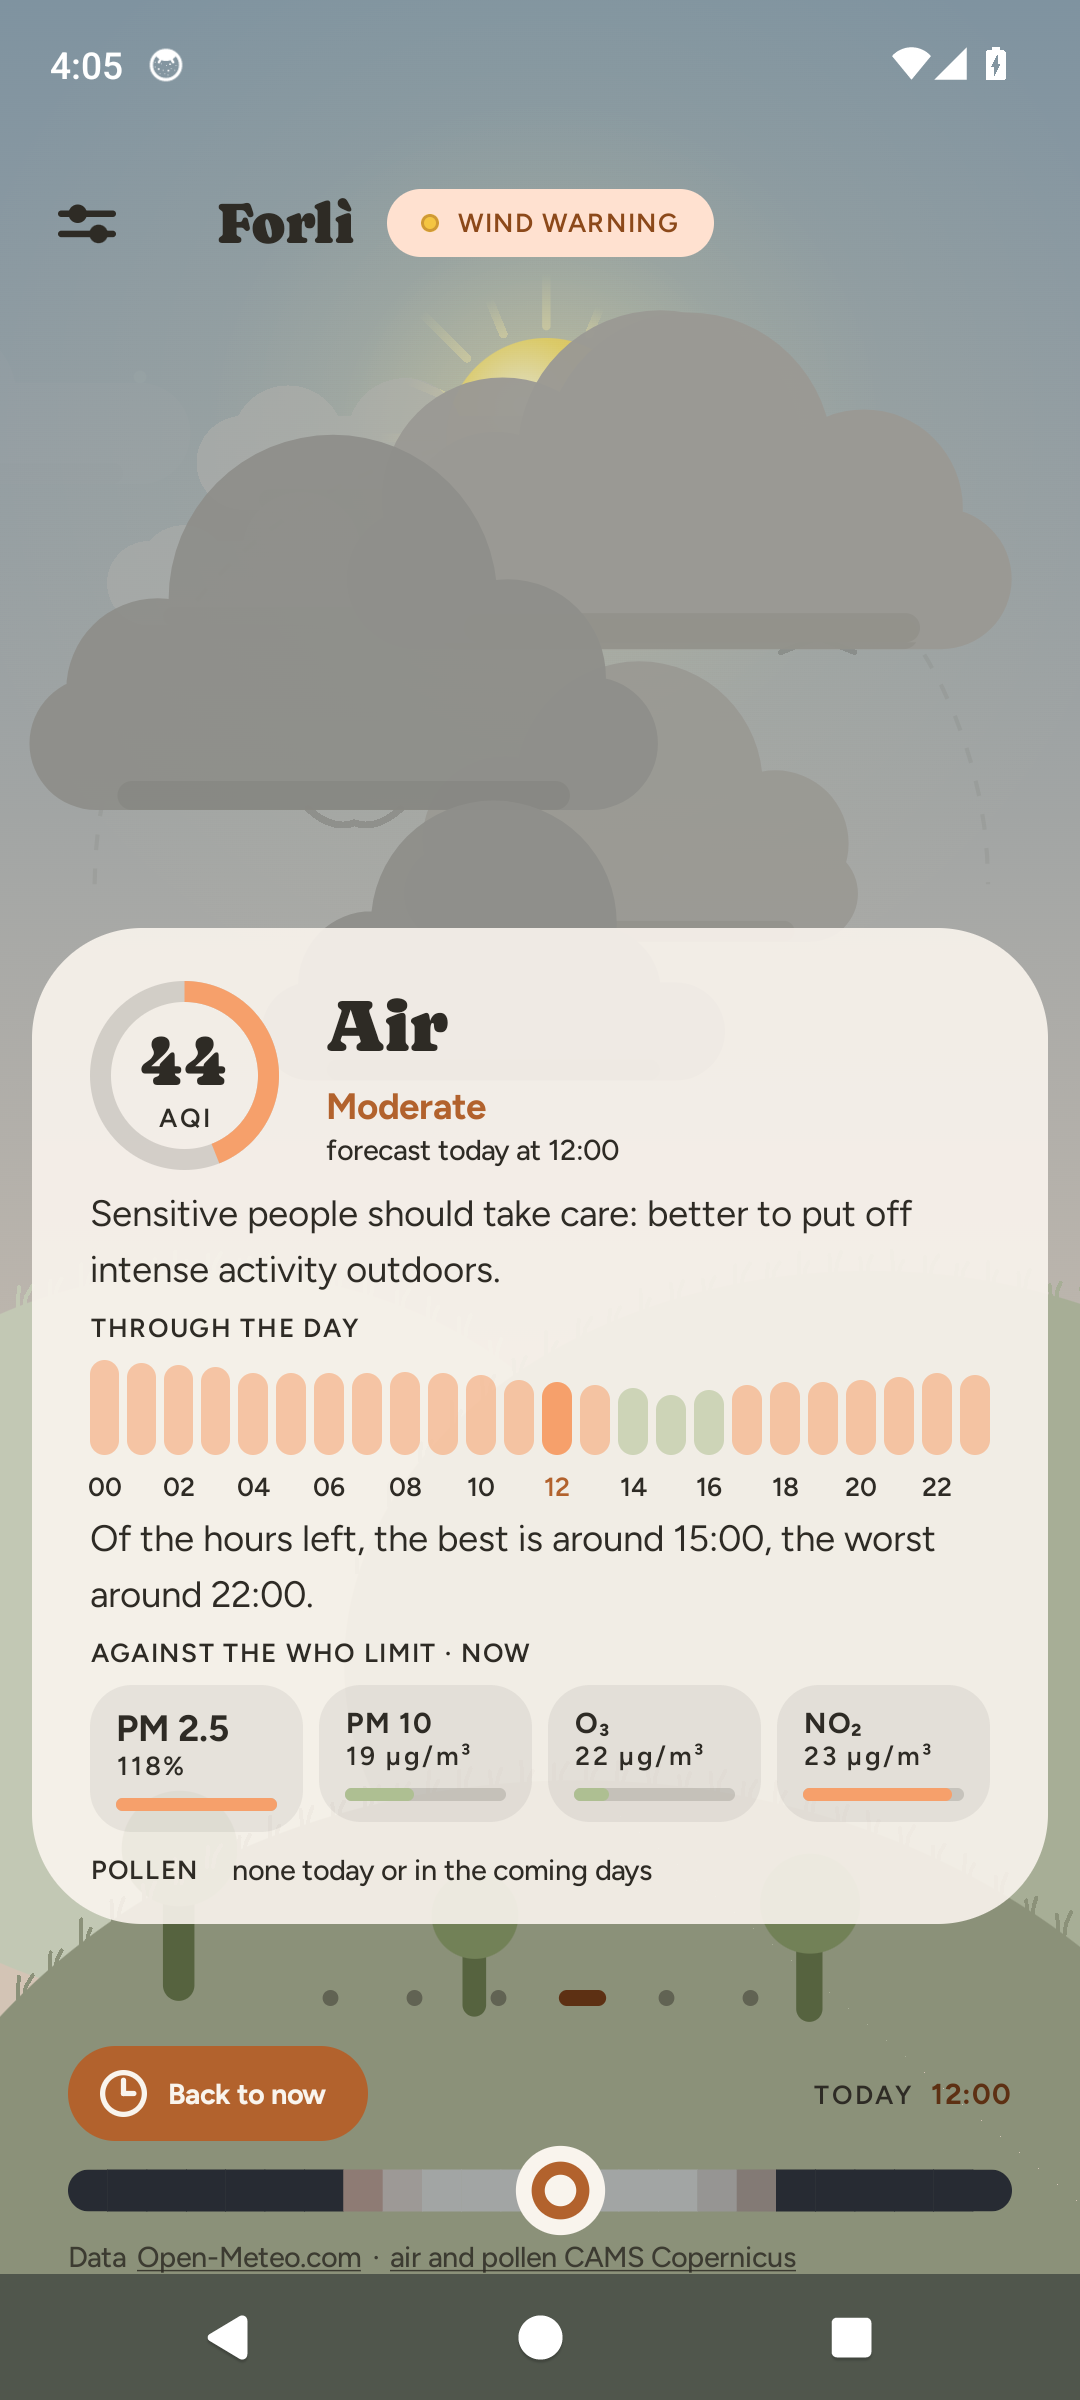 4:05
Forlì
WIND WARNING
44
AQI
Air
Moderate
forecast today at 12:00
Sensitive people should take care: better to put off
intense activity outdoors.
THROUGH THE DAY
00 02 04 06 08 10 12 14 16 18 20 22
Of the hours left, the best is around 15:00, the worst
around 22:00.
AGAINST THE WHO LIMIT · NOW
PM 2.5 PM 10 O₃ NO₂
118% 19 µg/m³ 22 µg/m³ 23 µg/m³
POLLEN none today or in the coming days
Back to now
TODAY 12:00
Data Open-Meteo.com · air and pollen CAMS Copernicus